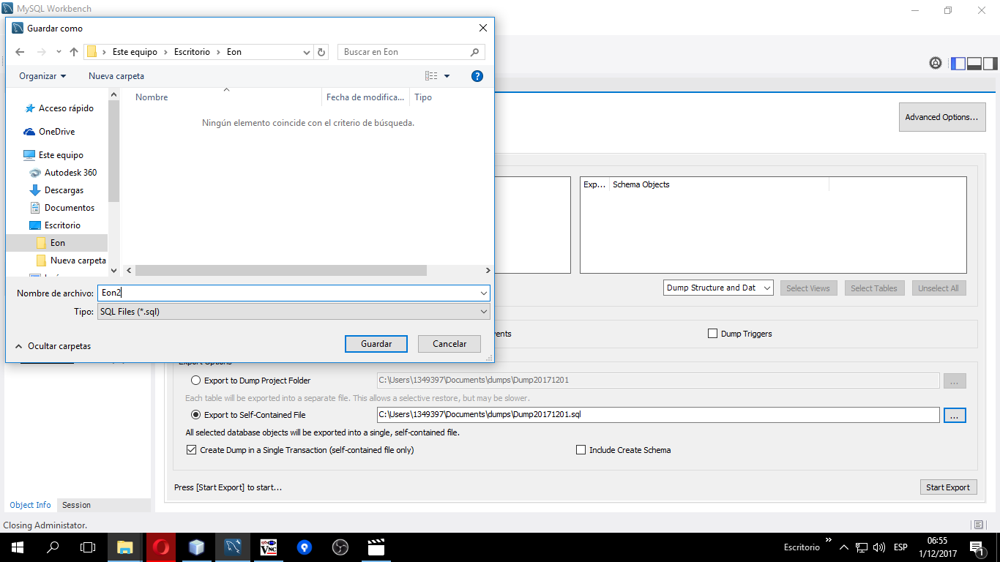 MySQL Workbench
Guardar como
Este equipo > Escritorio > Eon
Buscar en Eon
Organizar
Nueva carpeta
Nombre
Fecha de modifica...
Tipo
Ningún elemento coincide con el criterio de búsqueda.
Acceso rápido
OneDrive
Este equipo
Autodesk 360
Descargas
Documentos
Escritorio
Eon
Nueva carpeta
Nombre de archivo: Eon2
Tipo: SQL Files (*.sql)
Ocultar carpetas
Guardar
Cancelar
Advanced Options...
Exp... Schema Objects
Dump Structure and Dat
Select Views
Select Tables
Unselect All
Dump Triggers
Export Options
Export to Dump Project Folder
C:\Users\1349397\Documents\dumps\Dump20171201
...
Each table will be exported into a separate file. This allows a selective restore, but may be slower.
Export to Self-Contained File
C:\Users\1349397\Documents\dumps\Dump20171201.sql
...
All selected database objects will be exported into a single, self-contained file.
Create Dump in a Single Transaction (self-contained file only)
Include Create Schema
Press [Start Export] to start...
Start Export
Object Info
Session
Closing Administator.
VNC
Escritorio
ESP
06:55
1/12/2017
1